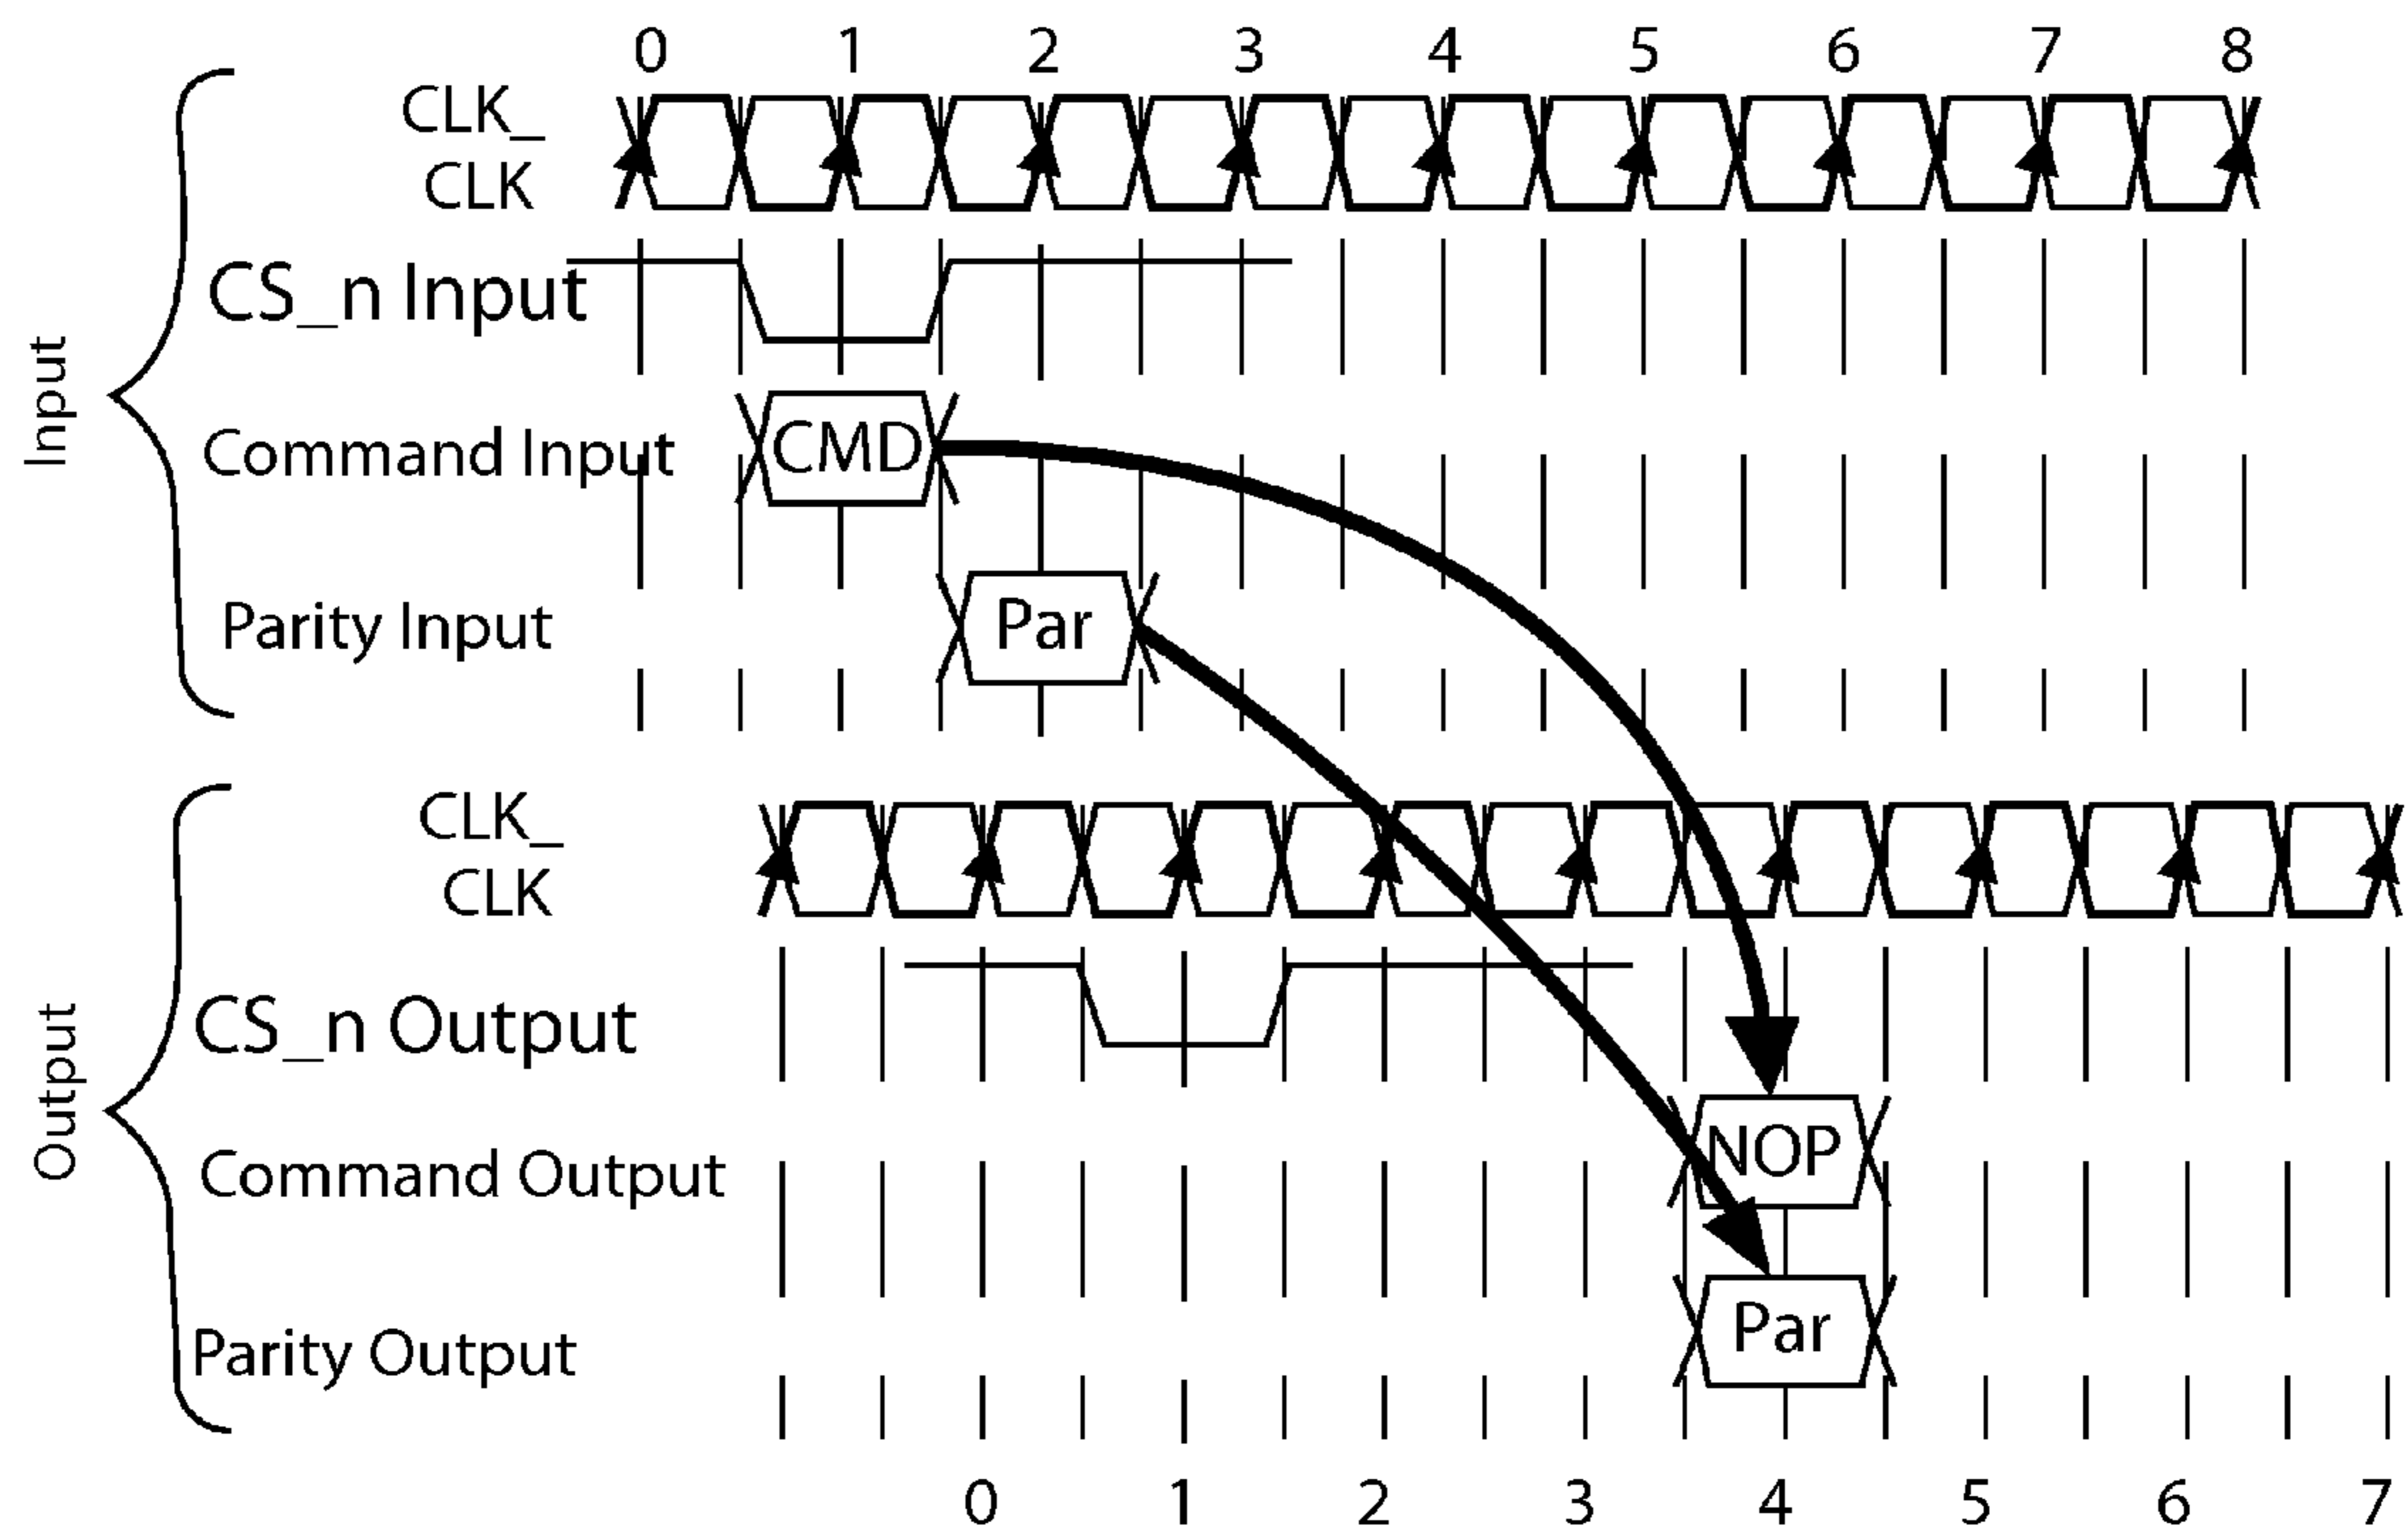 0 1 2 3 4 5 6 7 8
CLK_
CLK
CS_n Input
Input
Command Input CMD
Parity Input Par
CLK_
CLK
CS_n Output
Output
Command Output NOP
Parity Output Par
0 1 2 3 4 5 6 7